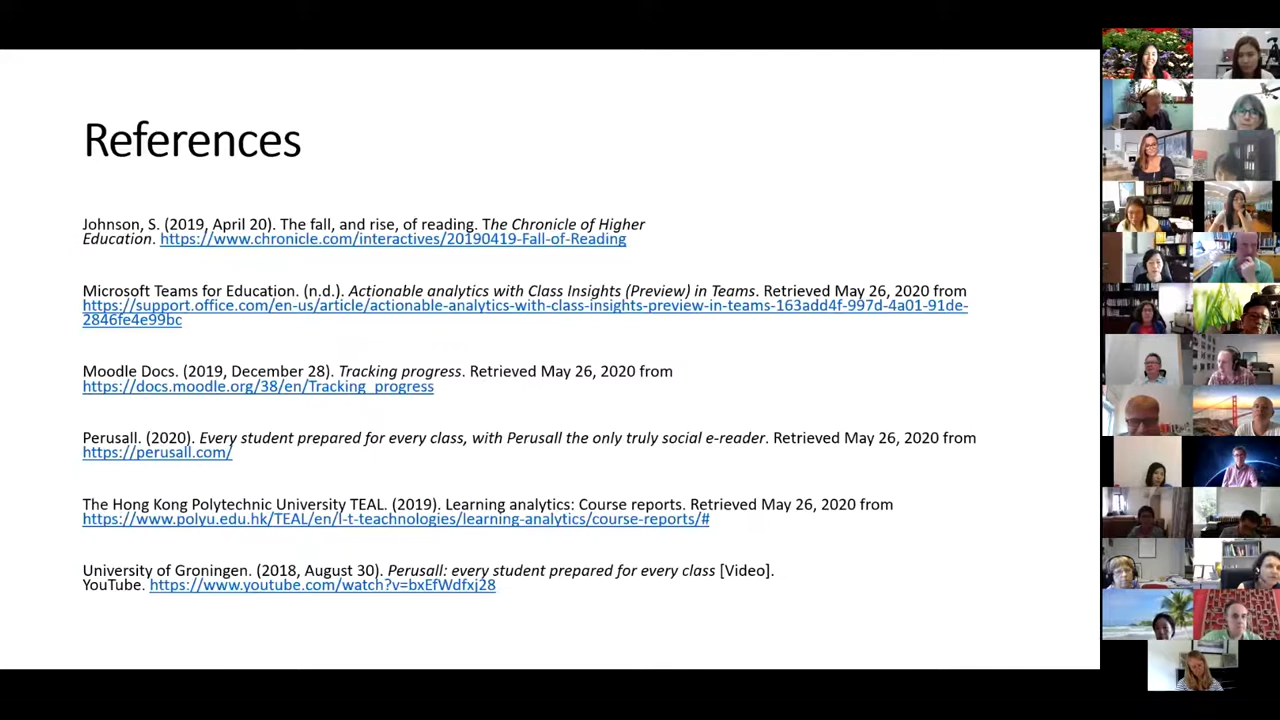 References
Johnson, S. (2019, April 20). The fall, and rise, of reading. The Chronicle of Higher
Education. https://www.chronicle.com/interactives/20190419-Fall-of-Reading
Microsoft Teams for Education. (n.d.). Actionable analytics with Class Insights (Preview) in Teams. Retrieved May 26, 2020 from
https://support.office.com/en-us/article/actionable-analytics-with-class-insights-preview-in-teams-163add4f-997d-4a01-91de-
2846fe4e99bc
Moodle Docs. (2019, December 28). Tracking progress. Retrieved May 26, 2020 from
https://docs.moodle.org/38/en/Tracking_progress
Perusall. (2020). Every student prepared for every class, with Perusall the only truly social e-reader. Retrieved May 26, 2020 from
https://perusall.com/
The Hong Kong Polytechnic University TEAL. (2019). Learning analytics: Course reports. Retrieved May 26, 2020 from
https://www.polyu.edu.hk/TEAL/en/l-t-teachnologies/learning-analytics/course-reports/#
University of Groningen. (2018, August 30). Perusall: every student prepared for every class [Video].
YouTube. https://www.youtube.com/watch?v=bxEfWdfxj28